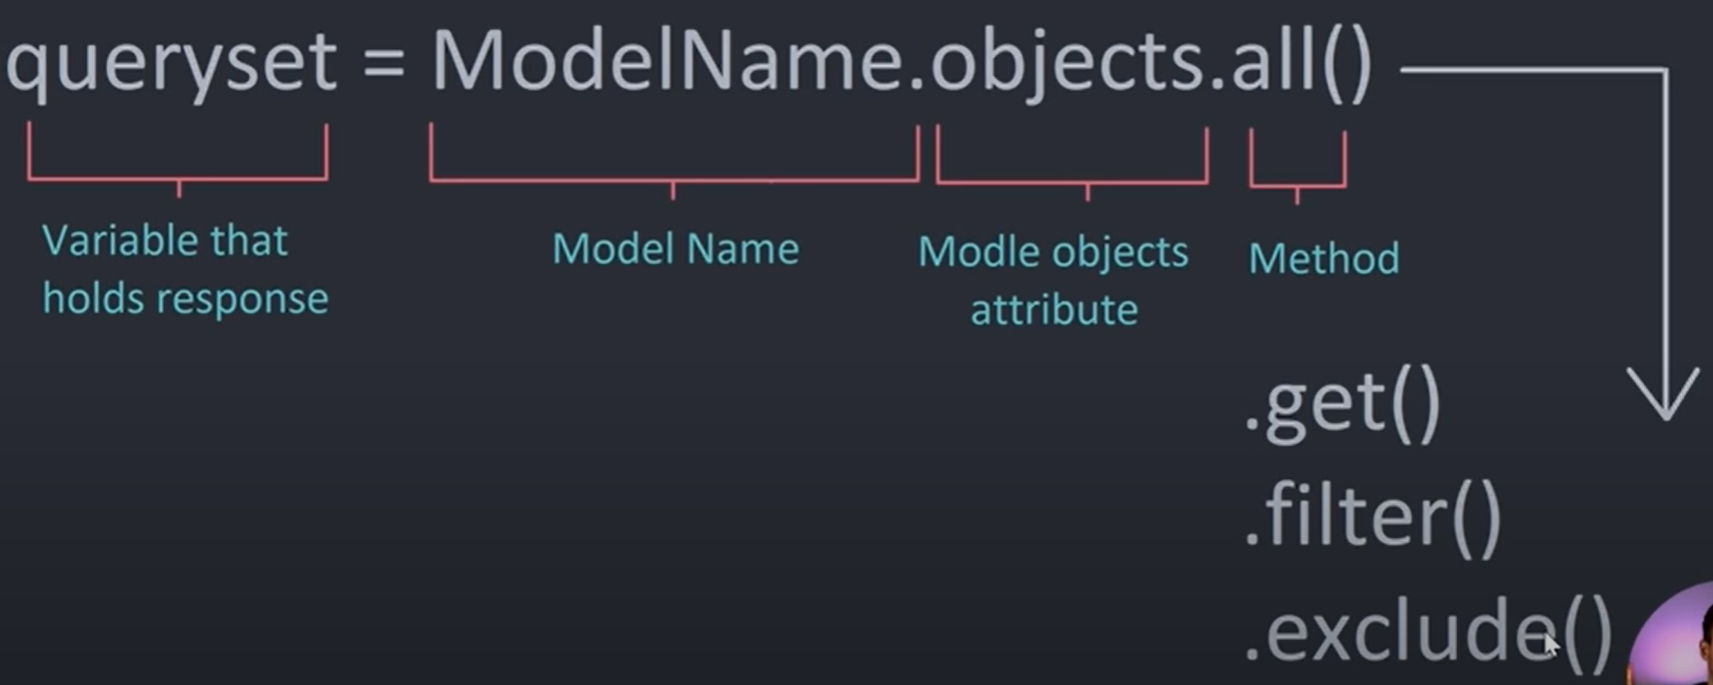 queryset = ModelName.objects.all()
Variable that
holds response
Model Name
Modle objects
attribute
Method
.get()
.filter()
.exclude()